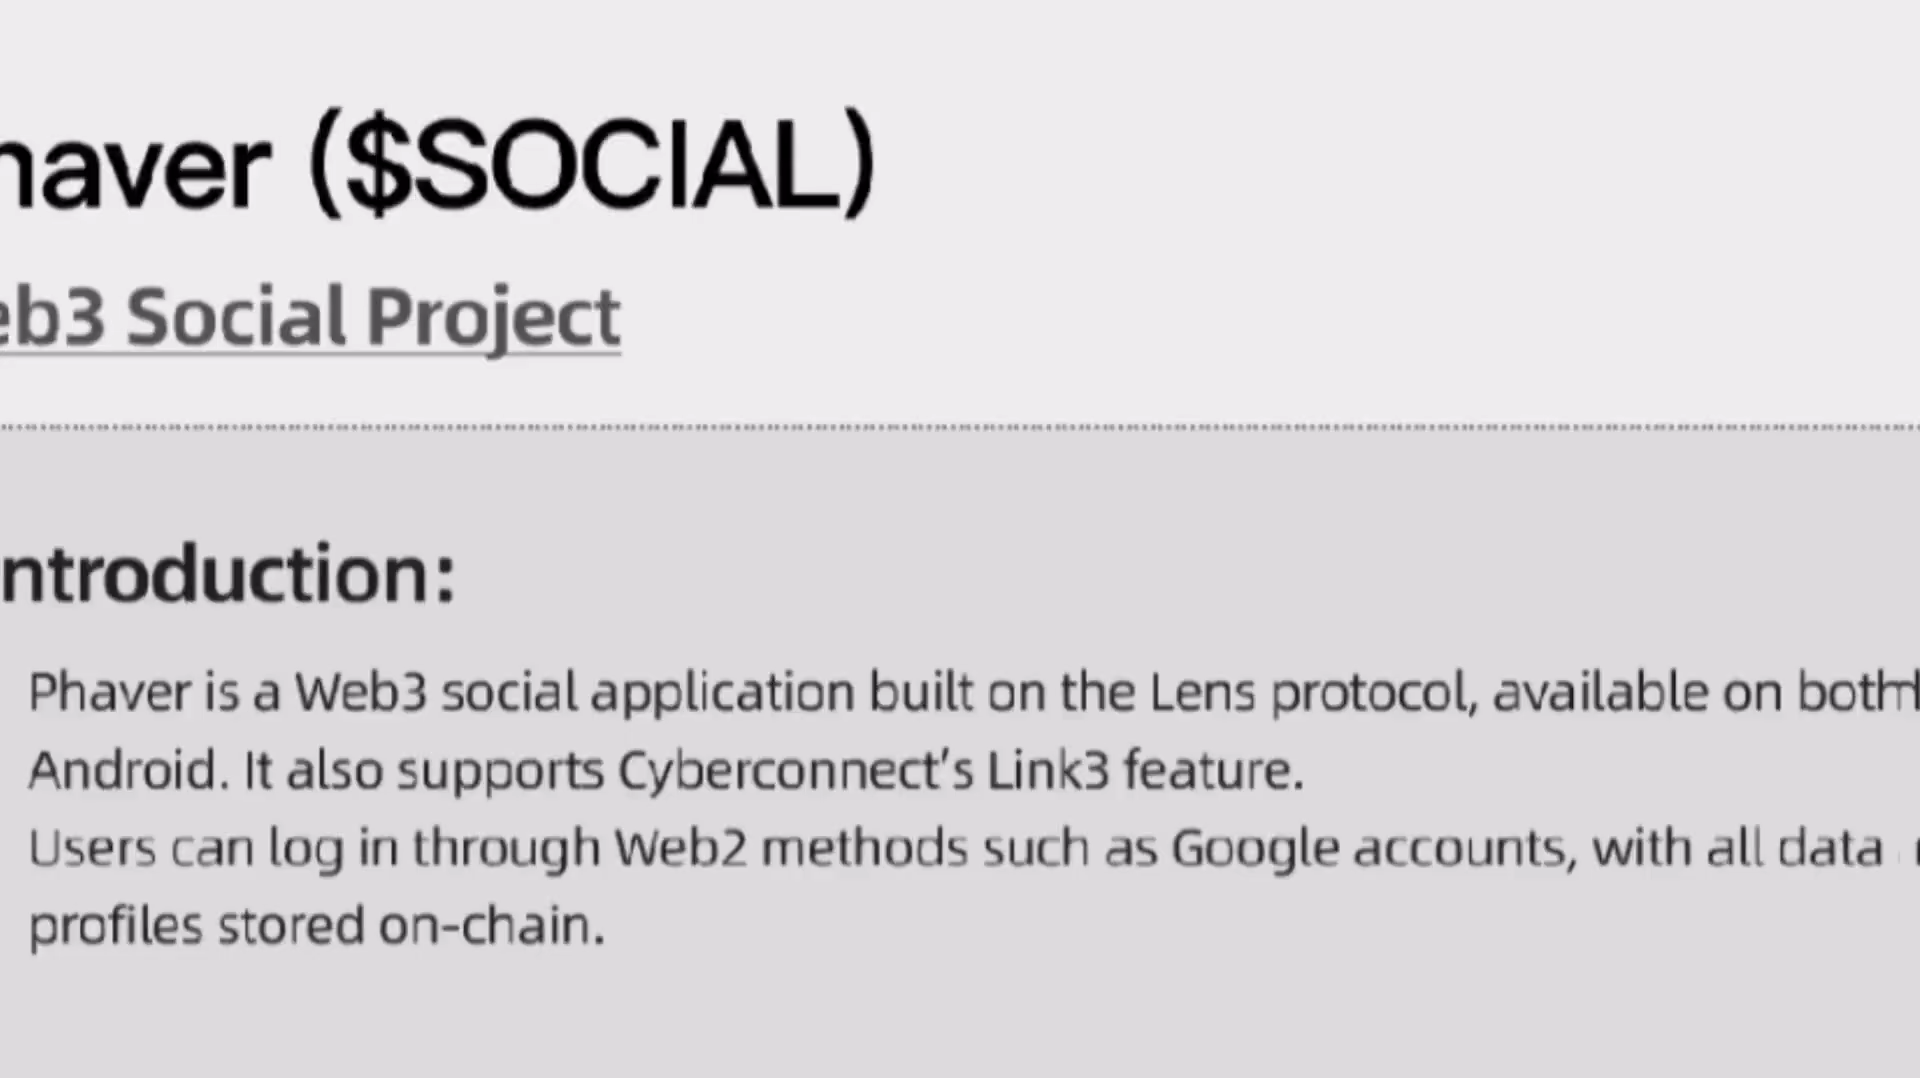 haver ($SOCIAL)
eb3 Social Project
ntroduction:
Phaver is a Web3 social application built on the Lens protocol, available on both
Android. It also supports Cyberconnect’s Link3 feature.
Users can log in through Web2 methods such as Google accounts, with all data
profiles stored on-chain.